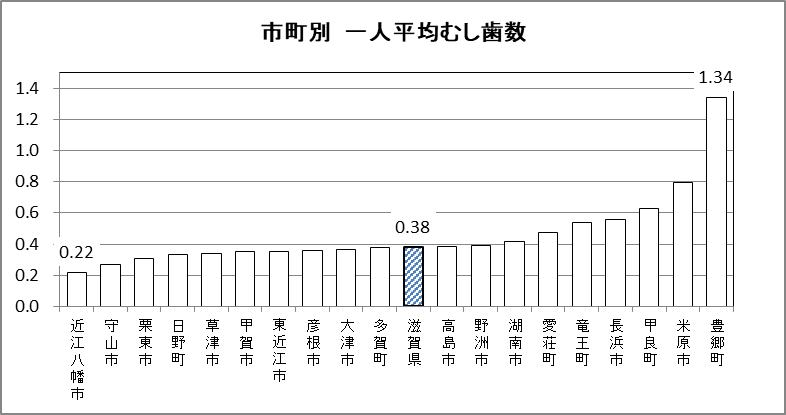 市町別 一人平均むし歯数
1.4
1.2
1.0
0.8
0.6
0.4
0.2
0.0
0.22
0.38
1.34
近江八幡市
守山市
栗東市
日野町
草津市
甲賀市
東近江市
彦根市
大津市
多賀町
滋賀県
高島市
野洲市
湖南市
愛荘町
竜王町
長浜市
甲良町
米原市
豊郷町